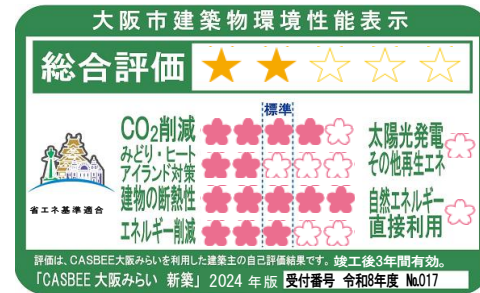 大阪市建築物環境性能表示
総合評価
標準
CO₂削減
みどり・ヒート
アイランド対策
建物の断熱性
エネルギー削減
太陽光発電
その他再生エネ
自然エネルギー
直接利用
省エネ基準適合
評価は、CASBEE大阪みらいを利用した建築主の自己評価結果です。竣工後3年間有効。
「CASBEE大阪みらい 新築」2024年版 受付番号 令和8年度 №017